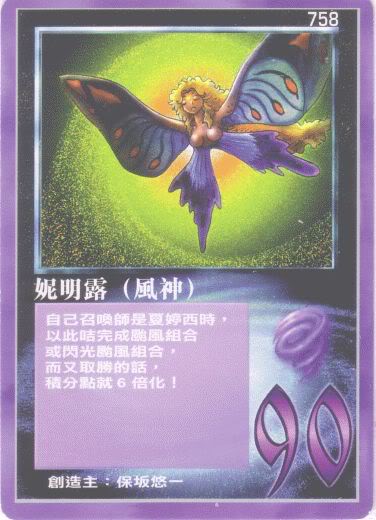 758
妮明露（風神）
自己召喚師是夏婷西時，
以此咭完成颱風組合
或閃光颱風組合，
而又取勝的話，
積分點就6倍化！
90
創造主：保坂悠一